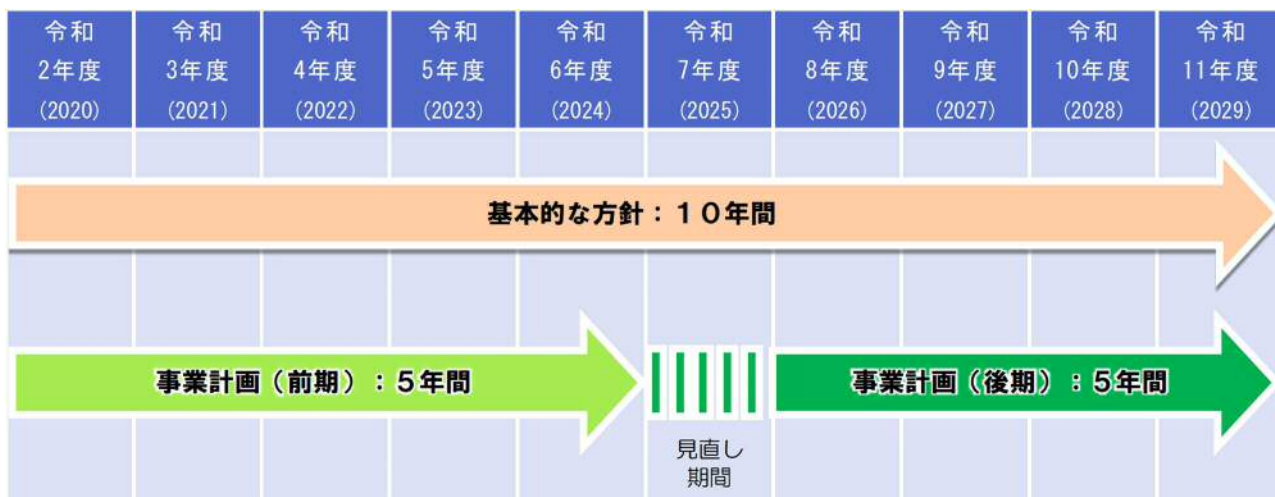 令和 令和 令和 令和 令和 令和 令和 令和 令和 令和
2年度 3年度 4年度 5年度 6年度 7年度 8年度 9年度 10年度 11年度
(2020) (2021) (2022) (2023) (2024) (2025) (2026) (2027) (2028) (2029)
基本的な方針：１０年間
事業計画（前期）：５年間 事業計画（後期）：５年間
見直し
期間